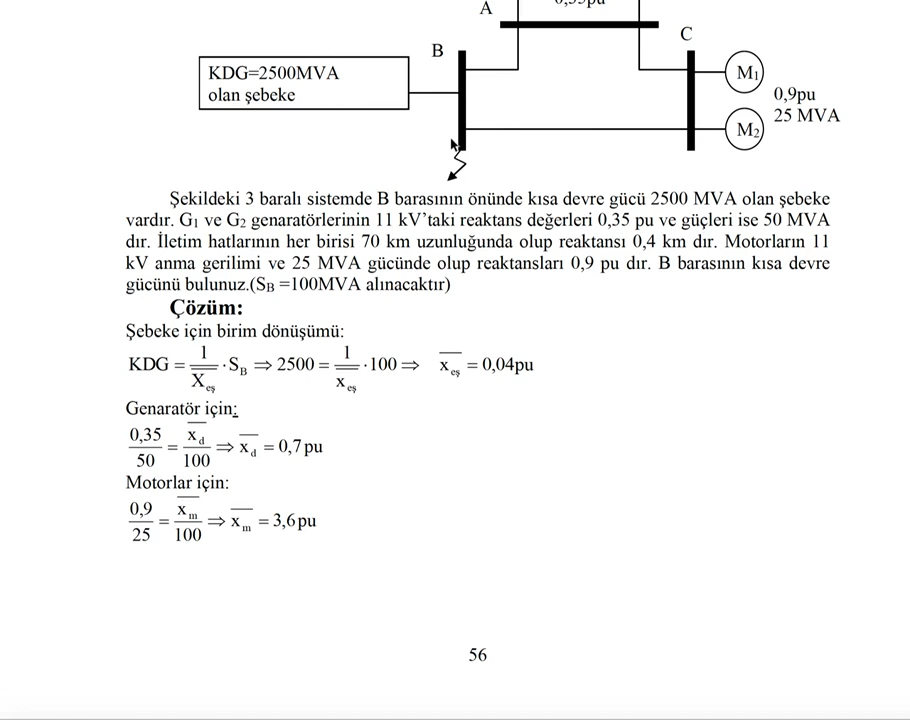 A
B
C
KDG=2500MVA
olan şebeke
M1
0,9pu
25 MVA
M2
Şekildeki 3 baralı sistemde B barasının önünde kısa devre gücü 2500 MVA olan şebeke
vardır. G1 ve G2 genaratörlerinin 11 kV'taki reaktans değerleri 0,35 pu ve güçleri ise 50 MVA
dır. İletim hatlarının her birisi 70 km uzunluğunda olup reaktansı 0,4 km dır. Motorların 11
kV anma gerilimi ve 25 MVA gücünde olup reaktansları 0,9 pu dır. B barasının kısa devre
gücünü bulunuz.(SB =100MVA alınacaktır)
Çözüm:
Şebeke için birim dönüşümü:
KDG = 1/Xeş · SB ⇒ 2500 = 1/xeş · 100 ⇒ xeş = 0,04pu
Genaratör için:
0,35/50 = xd/100 ⇒ xd = 0,7 pu
Motorlar için:
0,9/25 = xm/100 ⇒ xm = 3,6 pu
56